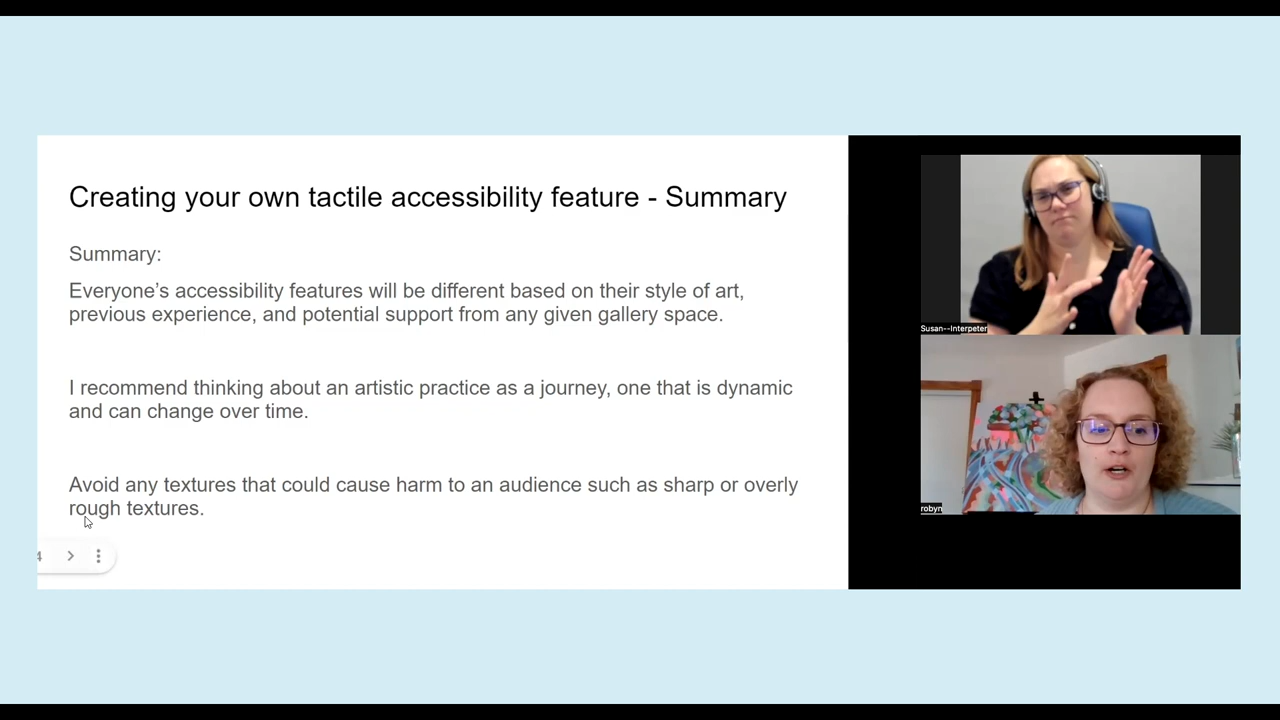 Creating your own tactile accessibility feature - Summary
Summary:
Everyone’s accessibility features will be different based on their style of art,
previous experience, and potential support from any given gallery space.
I recommend thinking about an artistic practice as a journey, one that is dynamic
and can change over time.
Avoid any textures that could cause harm to an audience such as sharp or overly
rough textures.
4
Susan--Interpeter
robyn